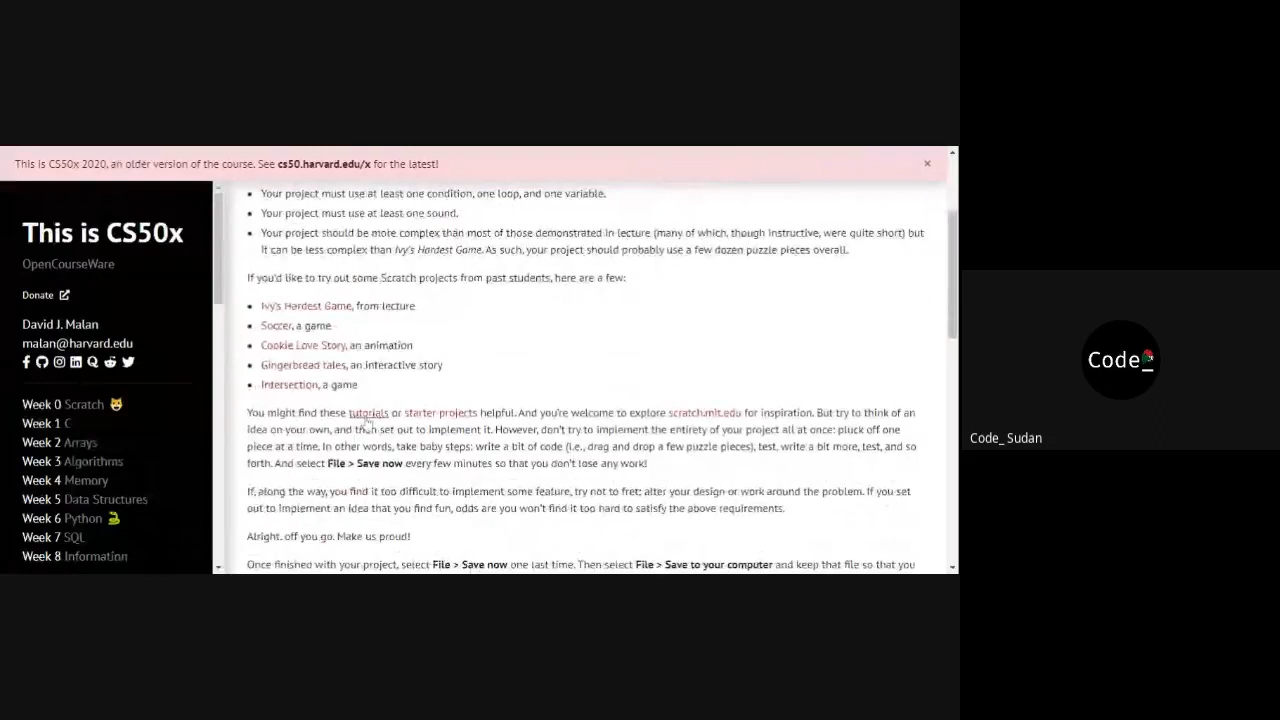 This is CS50x 2020, an older version of the course. See cs50.harvard.edu/x for the latest!
×
This is CS50x
OpenCourseWare
Donate
David J. Malan
malan@harvard.edu
Week 0 Scratch
Week 1 C
Week 2 Arrays
Week 3 Algorithms
Week 4 Memory
Week 5 Data Structures
Week 6 Python
Week 7 SQL
Week 8 Information
Your project must use at least one condition, one loop, and one variable.
Your project must use at least one sound.
Your project should be more complex than most of those demonstrated in lecture (many of which, though instructive, were quite short) but
it can be less complex than Ivy's Hardest Game. As such, your project should probably use a few dozen puzzle pieces overall.
If you'd like to try out some Scratch projects from past students, here are a few:
Ivy's Hardest Game, from lecture
Soccer, a game
Cookie Love Story, an animation
Gingerbread tales, an interactive story
Intersection, a game
You might find these tutorials or starter projects helpful. And you're welcome to explore scratch.mit.edu for inspiration. But try to think of an
idea on your own, and then set out to implement it. However, don't try to implement the entirety of your project all at once: pluck off one
piece at a time. In other words, take baby steps: write a bit of code (i.e., drag and drop a few puzzle pieces), test, write a bit more, test, and so
forth. And select File > Save now every few minutes so that you don't lose any work!
If, along the way, you find it too difficult to implement some feature, try not to fret; alter your design or work around the problem. If you set
out to implement an idea that you find fun, odds are you won't find it too hard to satisfy the above requirements.
Alright, off you go. Make us proud!
Once finished with your project, select File > Save now one last time. Then select File > Save to your computer and keep that file so that you
Code_
Code_ Sudan